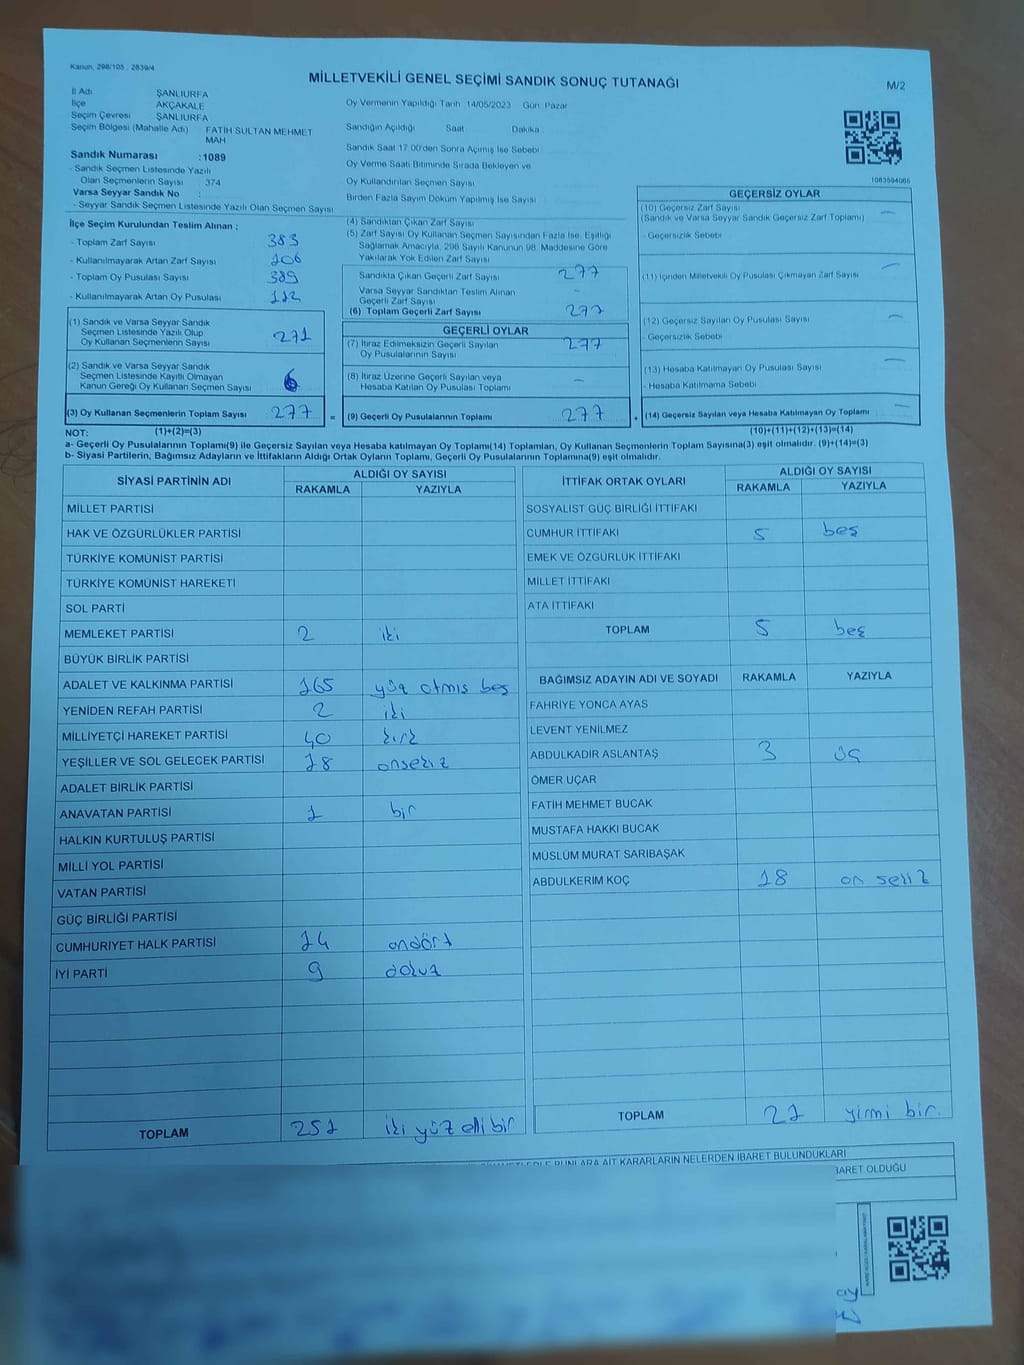 Kanun, 298/105 , 2839/4
MİLLETVEKİLİ GENEL SEÇİMİ SANDIK SONUÇ TUTANAĞI
M/2
İl Adı ŞANLIURFA
İlçe AKÇAKALE
Seçim Çevresi ŞANLIURFA
Seçim Bölgesi (Mahalle Adı) FATİH SULTAN MEHMET MAH
Sandık Numarası :1089
- Sandık Seçmen Listesinde Yazılı
Olan Seçmenlerin Sayısı 374
Varsa Seyyar Sandık No :
- Seyyar Sandık Seçmen Listesinde Yazılı Olan Seçmen Sayısı
Oy Vermenin Yapıldığı Tarih 14/05/2023 Gün: Pazar
Sandığın Açıldığı Saat Dakika
Sandık Saat 17:00'den Sonra Açımış İse Sebebi
Oy Verme Saati Bitiminde Sırada Bekleyen ve
Oy Kullandırılan Seçmen Sayısı
Birden Fazla Sayım Döküm Yapılmış İse Sayısı
1083594065
İlçe Seçim Kurulundan Teslim Alınan ;
- Toplam Zarf Sayısı 383
- Kullanılmayarak Artan Zarf Sayısı 106
- Toplam Oy Pusulası Sayısı 389
- Kullanılmayarak Artan Oy Pusulası 112
(1) Sandık ve Varsa Seyyar Sandık
Seçmen Listesinde Yazılı Olup
Oy Kullanan Seçmenlerin Sayısı 271
(2) Sandık ve Varsa Seyyar Sandık
Seçmen Listesinde Kayıtlı Olmayan
Kanun Gereği Oy Kullanan Seçmen Sayısı 6
(3) Oy Kullanan Seçmenlerin Toplam Sayısı 277 =
(4) Sandıktan Çıkan Zarf Sayısı
(5) Zarf Sayısı Oy Kullanan Seçmen Sayısından Fazla İse, Eşitliği
Sağlamak Amacıyla, 298 Sayılı Kanunun 98. Maddesine Göre
Yakılarak Yok Edilen Zarf Sayısı
Sandıkta Çıkan Geçerli Zarf Sayısı 277
Varsa Seyyar Sandıktan Teslim Alınan
Geçerli Zarf Sayısı -
(6) Toplam Geçerli Zarf Sayısı 277
GEÇERLİ OYLAR
(7) İtiraz Edilmeksizin Geçerli Sayılan
Oy Pusulalarının Sayısı 277
(8) İtiraz Üzerine Geçerli Sayılan veya
Hesaba Katılan Oy Pusulası Toplamı -
(9) Geçerli Oy Pusulalarının Toplamı 277 +
GEÇERSİZ OYLAR
(10) Geçersiz Zarf Sayısı -
(Sandık ve Varsa Seyyar Sandık Geçersiz Zarf Toplamı)
- Geçersizlik Sebebi
(11) İçinden Milletvekili Oy Pusulası Çıkmayan Zarf Sayısı -
(12) Geçersiz Sayılan Oy Pusulası Sayısı -
- Geçersizlik Sebebi
(13) Hesaba Katılmayan Oy Pusulası Sayısı -
- Hesaba Katılmama Sebebi
(14) Geçersiz Sayılan veya Hesaba Katılmayan Oy Toplamı -
NOT: (1)+(2)=(3) (10)+(11)+(12)+(13)=(14)
a- Geçerli Oy Pusulalarının Toplamı(9) ile Geçersiz Sayılan veya Hesaba katılmayan Oy Toplam(14) Toplamları, Oy Kullanan Seçmenlerin Toplam Sayısına(3) eşit olmalıdır. (9)+(14)=(3)
b- Siyasi Partilerin, Bağımsız Adayların ve İttifakların Aldığı Ortak Oyların Toplamı, Geçerli Oy Pusulalarının Toplamına(9) eşit olmalıdır.
SİYASİ PARTİNİN ADI ALDIĞI OY SAYISI
RAKAMLA YAZIYLA
MİLLET PARTİSİ
HAK VE ÖZGÜRLÜKLER PARTİSİ
TÜRKİYE KOMÜNİST PARTİSİ
TÜRKİYE KOMÜNİST HAREKETİ
SOL PARTİ
MEMLEKET PARTİSİ 2 iki
BÜYÜK BİRLİK PARTİSİ
ADALET VE KALKINMA PARTİSİ 165 yüz otmış beş
YENİDEN REFAH PARTİSİ 2 iki
MİLLİYETÇİ HAREKET PARTİSİ 40 kırk
YEŞİLLER VE SOL GELECEK PARTİSİ 18 onsekiz
ADALET BİRLİK PARTİSİ
ANAVATAN PARTİSİ 1 bir
HALKIN KURTULUŞ PARTİSİ
MİLLİ YOL PARTİSİ
VATAN PARTİSİ
GÜÇ BİRLİĞİ PARTİSİ
CUMHURİYET HALK PARTİSİ 14 ondört
İYİ PARTİ 9 dokuz
TOPLAM 251 iki yüz elli bir
İTTİFAK ORTAK OYLARI ALDIĞI OY SAYISI
RAKAMLA YAZIYLA
SOSYALİST GÜÇ BİRLİĞİ İTTİFAKI
CUMHUR İTTİFAKI 5 beş
EMEK VE ÖZGÜRLÜK İTTİFAKI
MİLLET İTTİFAKI
ATA İTTİFAKI
TOPLAM 5 beş
BAĞIMSIZ ADAYIN ADI VE SOYADI RAKAMLA YAZIYLA
FAHRİYE YONCA AYAS
LEVENT YENİLMEZ
ABDULKADİR ASLANTAŞ 3 üç
ÖMER UÇAR
FATİH MEHMET BUCAK
MUSTAFA HAKKI BUCAK
MÜSLÜM MURAT SARIBAŞAK
ABDULKERİM KOÇ 18 on sekiz
TOPLAM 21 yirmi bir.
BUNLARA AİT KARARLARIN NELERDEN İBARET BULUNDUKLARI
BARET OLDUĞU